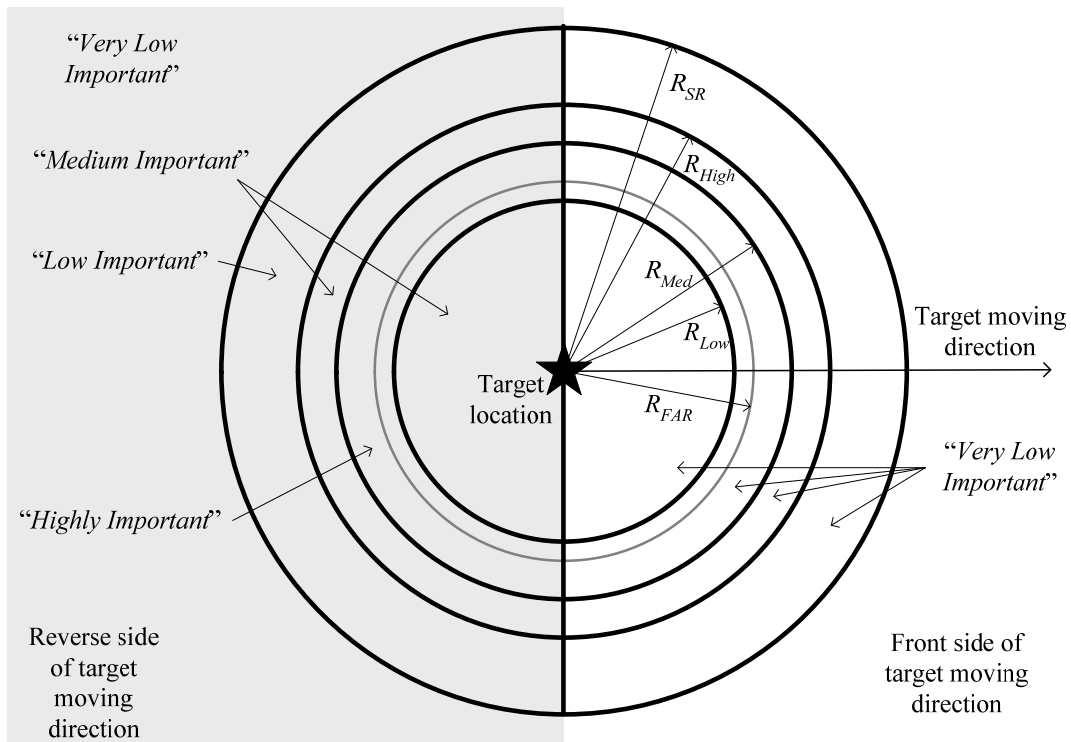 “Very Low
Important”
“Medium Important”
“Low Important”
“Highly Important”
Reverse side
of target
moving
direction
R_SR
R_High
R_Med
R_Low
R_FAR
Target
location
Target moving
direction
“Very Low
Important”
Front side of
target moving
direction